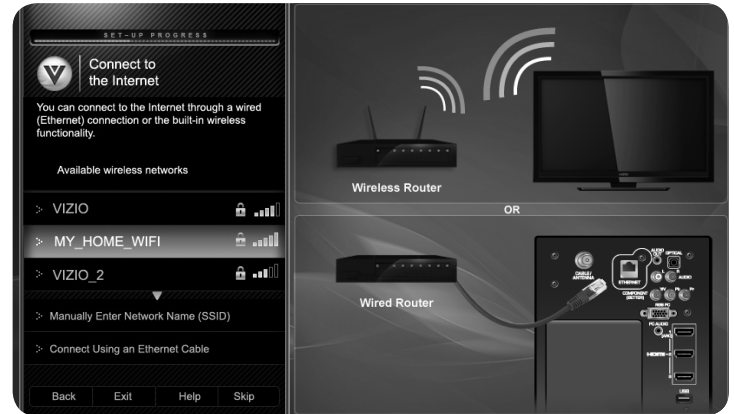 SET-UP PROGRESS
Connect to
the Internet
You can connect to the Internet through a wired
(Ethernet) connection or the built-in wireless
functionality.
Available wireless networks
VIZIO
MY_HOME_WIFI
VIZIO_2
Manually Enter Network Name (SSID)
Connect Using an Ethernet Cable
Back Exit Help Skip
Wireless Router
OR
Wired Router
CABLE/
ANTENNA
ETHERNET
AUDIO
OPTICAL
L R AUDIO
COMPONENT
(BETTER)
RGB PC
PC AUDIO
HDMI
USB